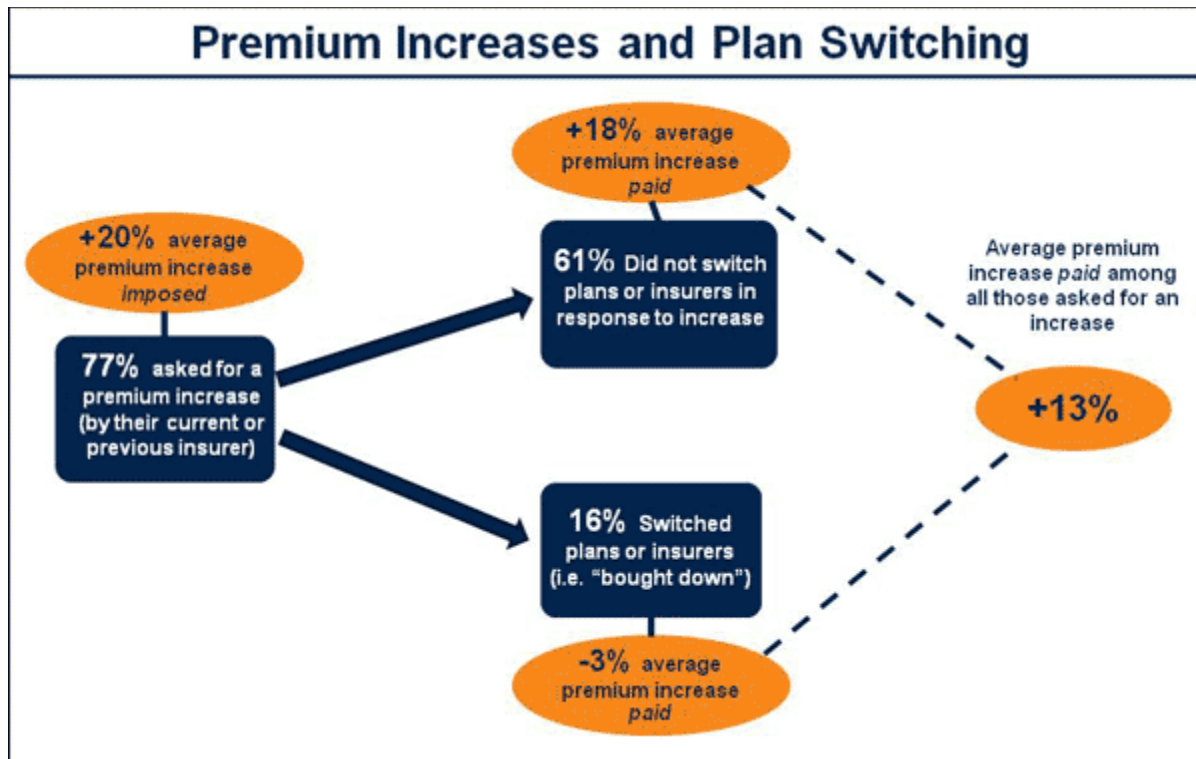 Premium Increases and Plan Switching
+18% average
premium increase
paid
+20% average
premium increase
imposed
61% Did not switch
plans or insurers in
response to increase
Average premium
increase paid among
all those asked for an
increase
77% asked for a
premium increase
(by their current or
previous insurer)
+13%
16% Switched
plans or insurers
(i.e. “bought down”)
-3% average
premium increase
paid